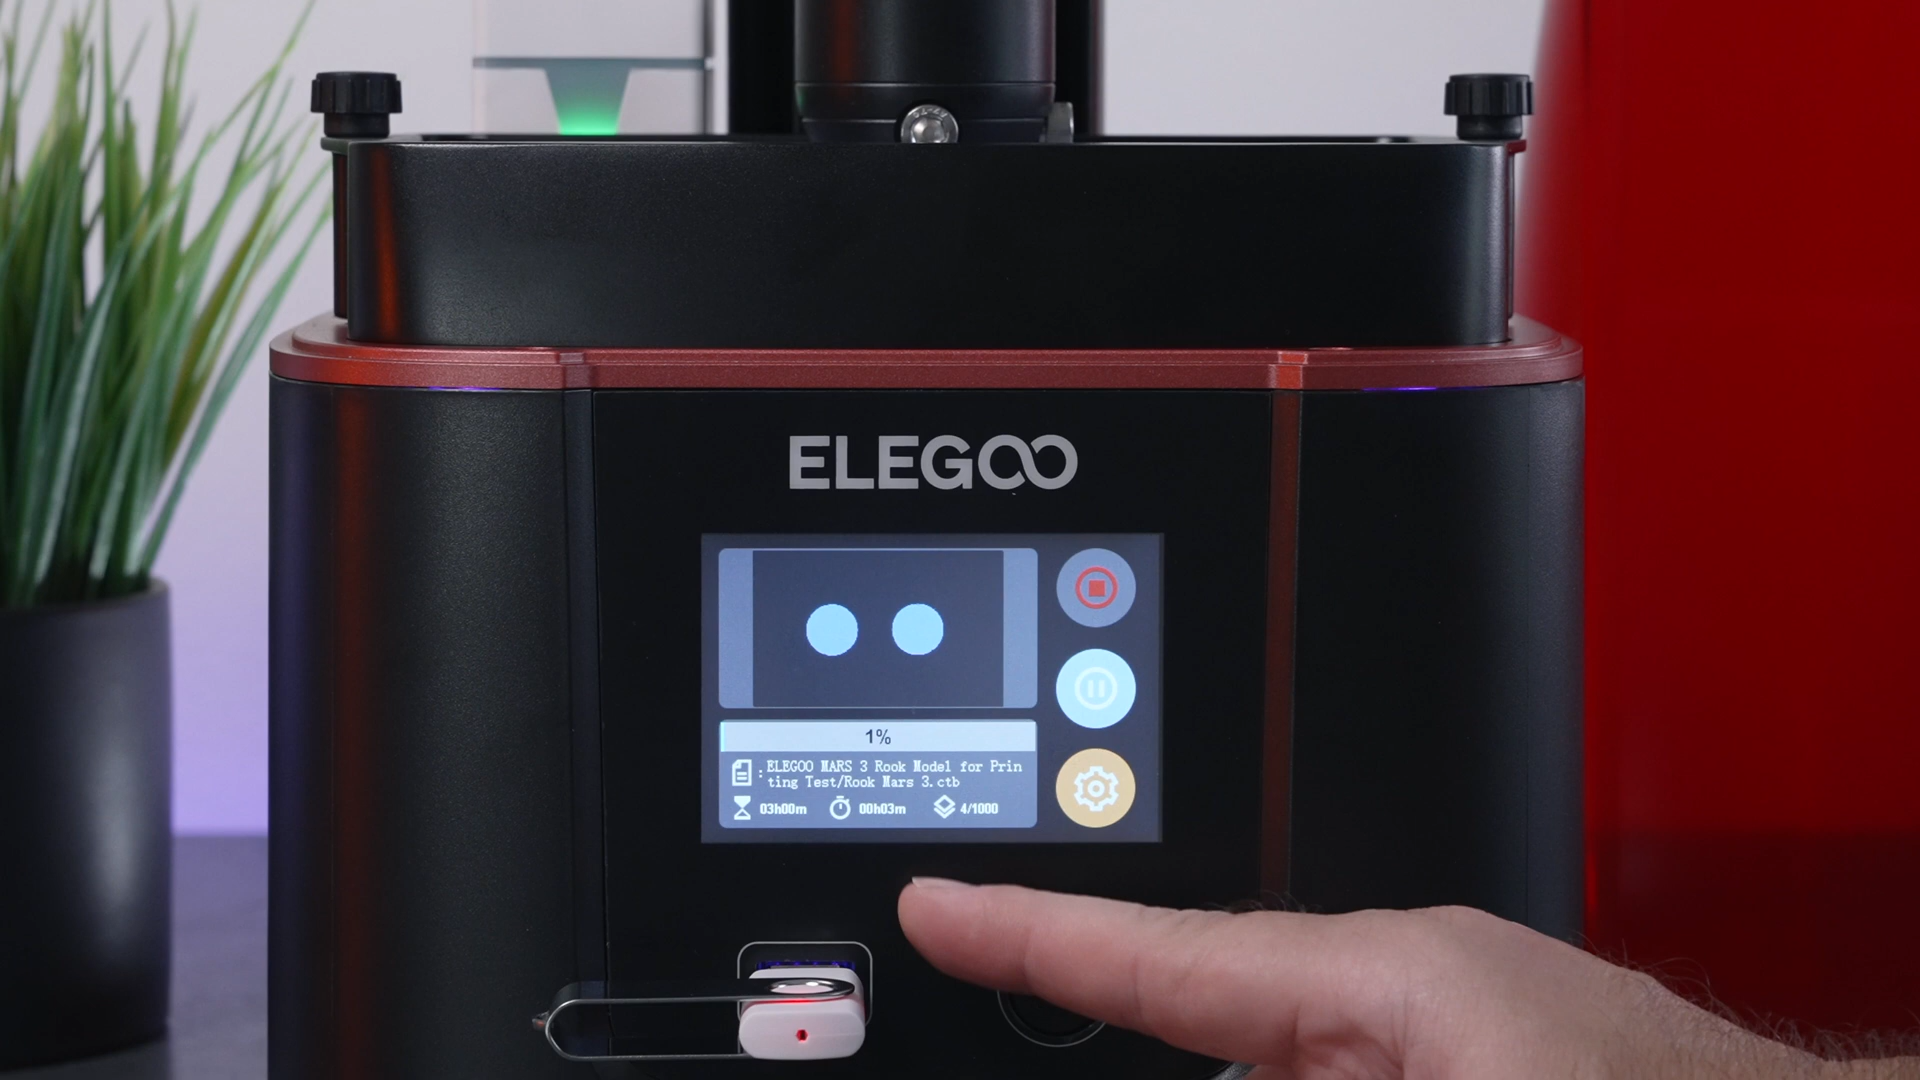 ELEGOO
1%
: ELEGOO MARS 3 Rook Model for Prin
ting Test/Rook Mars 3.ctb
03h00m 00h03m 4/1000